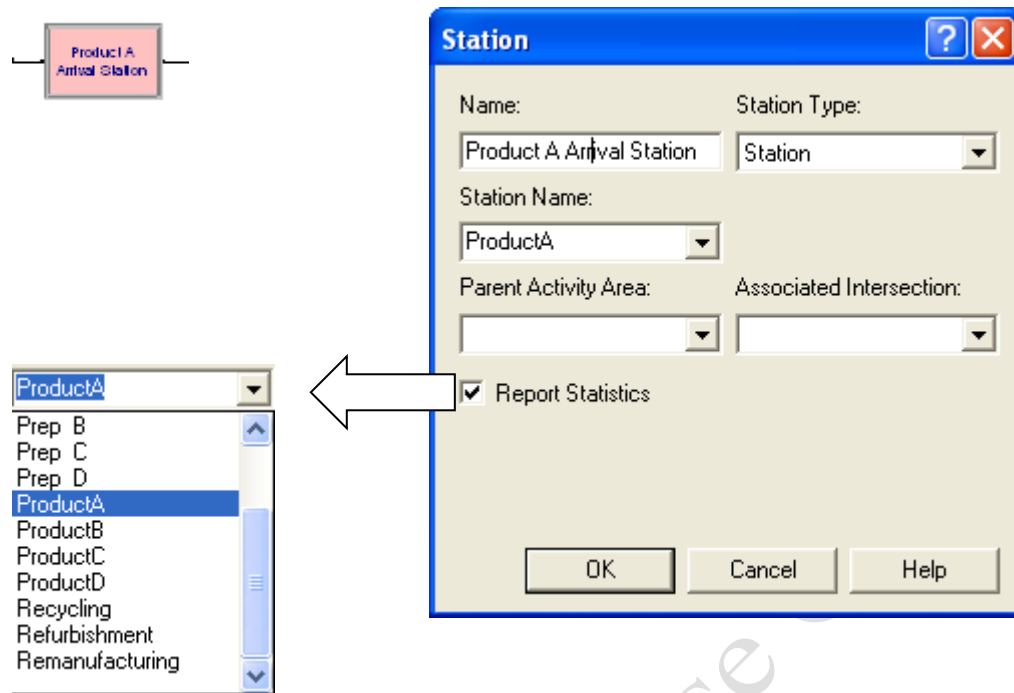 Product A
Arrival Station
Station
Name:
Station Type:
Product A Arrival Station
Station
Station Name:
ProductA
Parent Activity Area:
Associated Intersection:
Report Statistics
OK
Cancel
Help
ProductA
Prep B
Prep C
Prep D
ProductA
ProductB
ProductC
ProductD
Recycling
Refurbishment
Remanufacturing